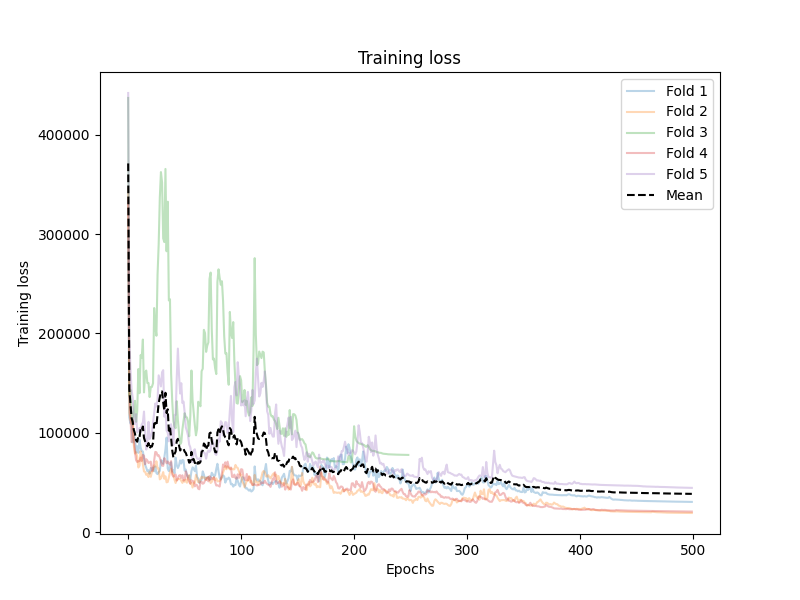 Training loss
Training loss
400000
300000
200000
100000
0
0 100 200 300 400 500
Epochs
Fold 1
Fold 2
Fold 3
Fold 4
Fold 5
Mean